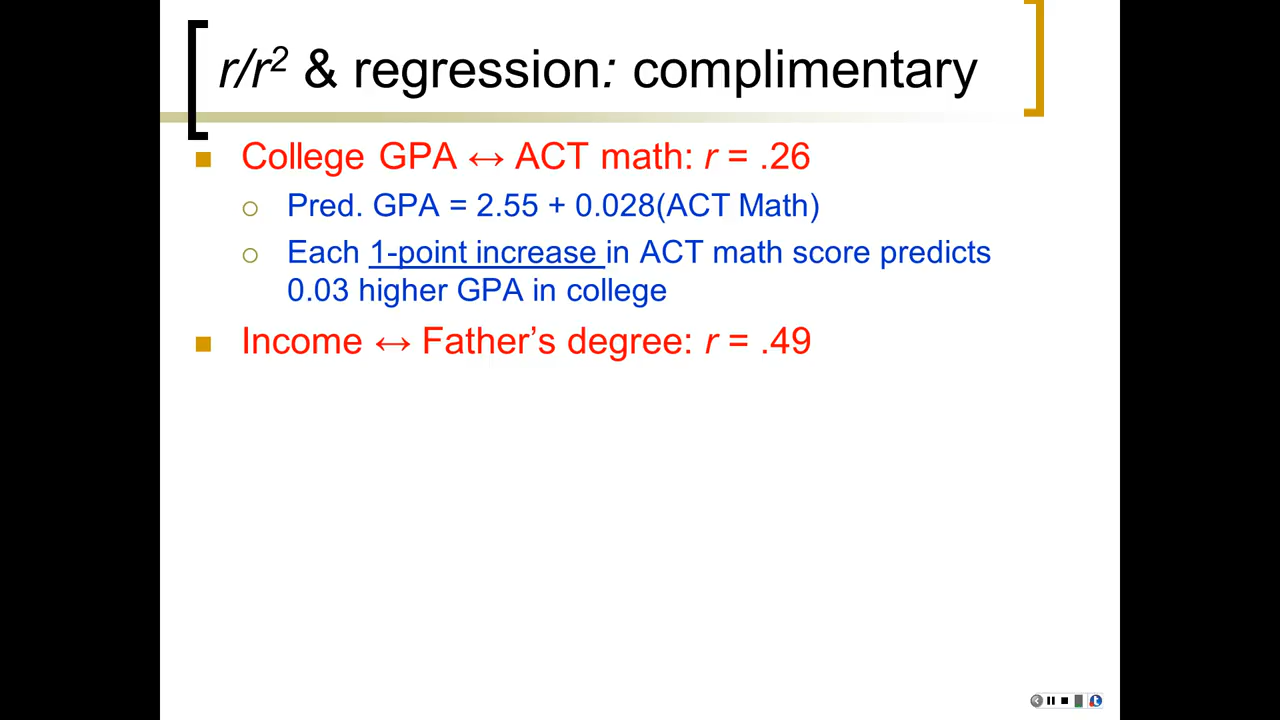 r/r² & regression: complimentary
College GPA ↔ ACT math: r = .26
Pred. GPA = 2.55 + 0.028(ACT Math)
Each 1-point increase in ACT math score predicts
0.03 higher GPA in college
Income ↔ Father’s degree: r = .49